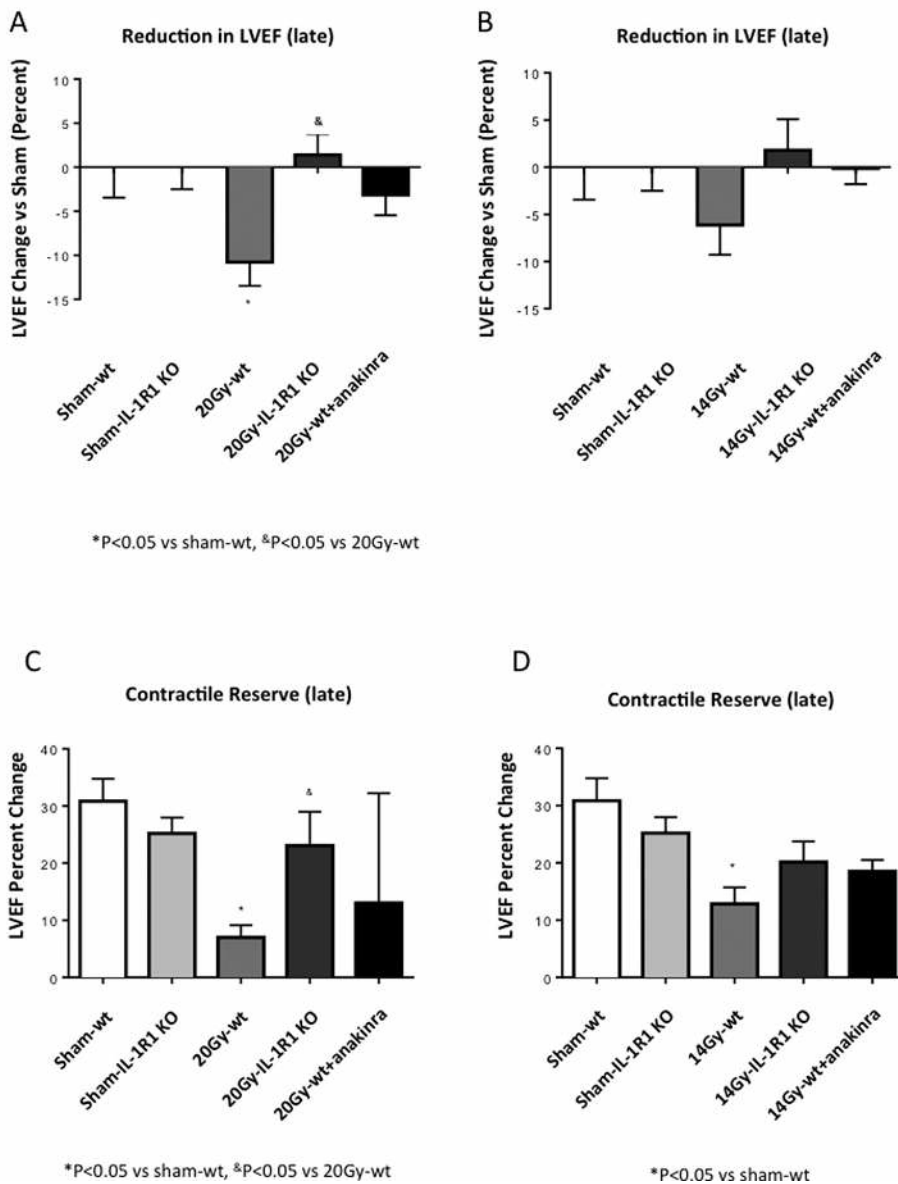 A
Reduction in LVEF (late)
LVEF Change vs Sham (Percent)
10
5
0
-5
-10
-15
&
*
Sham-wt
Sham-IL-1R1 KO
20Gy-wt
20Gy-IL-1R1 KO
20Gy-wt+anakinra
*P<0.05 vs sham-wt, &P<0.05 vs 20Gy-wt
B
Reduction in LVEF (late)
LVEF Change vs Sham (Percent)
10
5
0
-5
-10
-15
Sham-wt
Sham-IL-1R1 KO
14Gy-wt
14Gy-IL-1R1 KO
14Gy-wt+anakinra
C
Contractile Reserve (late)
LVEF Percent Change
40
30
20
10
0
*
&
Sham-wt
Sham-IL-1R1 KO
20Gy-wt
20Gy-IL-1R1 KO
20Gy-wt+anakinra
*P<0.05 vs sham-wt, &P<0.05 vs 20Gy-wt
D
Contractile Reserve (late)
LVEF Percent Change
40
30
20
10
0
*
Sham-wt
Sham-IL-1R1 KO
14Gy-wt
14Gy-IL-1R1 KO
14Gy-wt+anakinra
*P<0.05 vs sham-wt